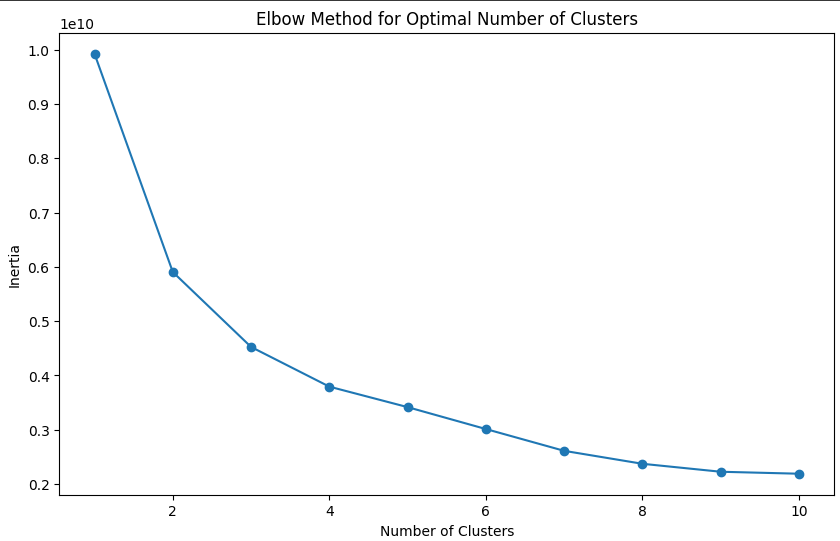 Elbow Method for Optimal Number of Clusters
1e10
1.0
0.9
0.8
0.7
0.6
0.5
0.4
0.3
0.2
Inertia
2 4 6 8 10
Number of Clusters